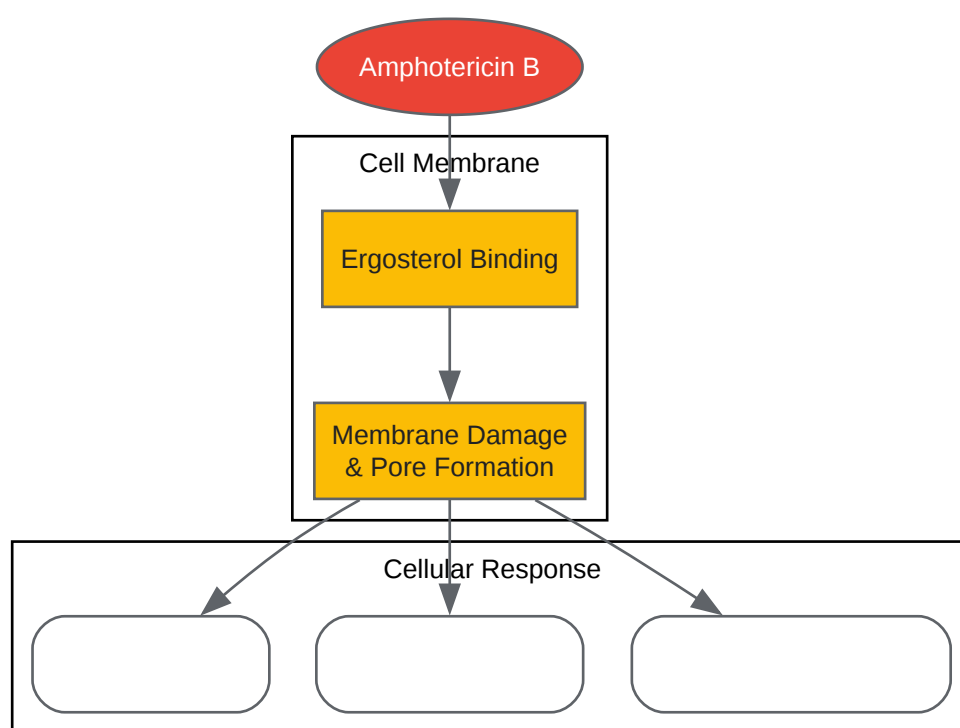 Amphotericin B
Cell Membrane
Ergosterol Binding
Membrane Damage
& Pore Formation
Cellular Response